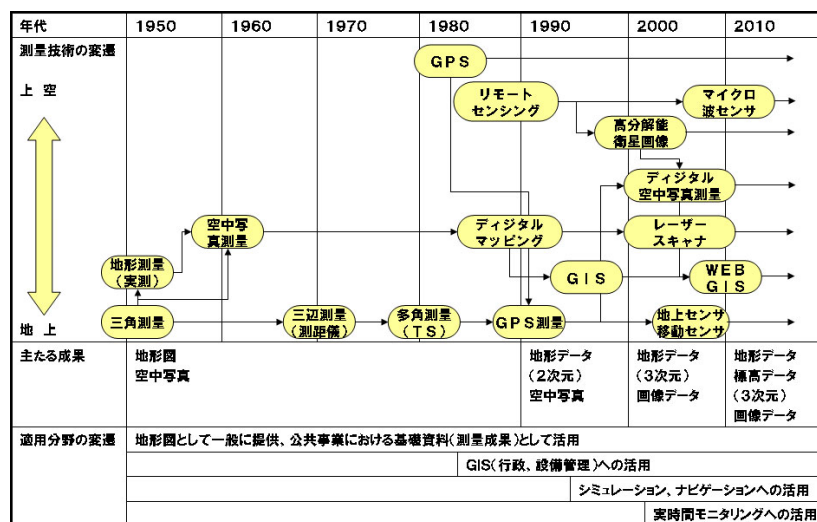 年代
1950
1960
1970
1980
1990
2000
2010
測量技術の変遷
上 空
地 上
GPS
リモート
センシング
マイクロ
波センサ
高分解能
衛星画像
ディジタル
空中写真測量
空中写
真測量
ディジタル
マッピング
レーザー
スキャナ
地形測量
(実測)
GIS
WEB
GIS
三角測量
三辺測量
(測距儀)
多角測量
(TS)
GPS測量
地上センサ
移動センサ
主たる成果
地形図
空中写真
地形データ
(2次元)
空中写真
地形データ
(3次元)
画像データ
地形データ
標高データ
(3次元)
画像データ
適用分野の変遷
地形図として一般に提供、公共事業における基礎資料(測量成果)として活用
GIS(行政、設備管理)への活用
シミュレーション、ナビゲーションへの活用
実時間モニタリングへの活用